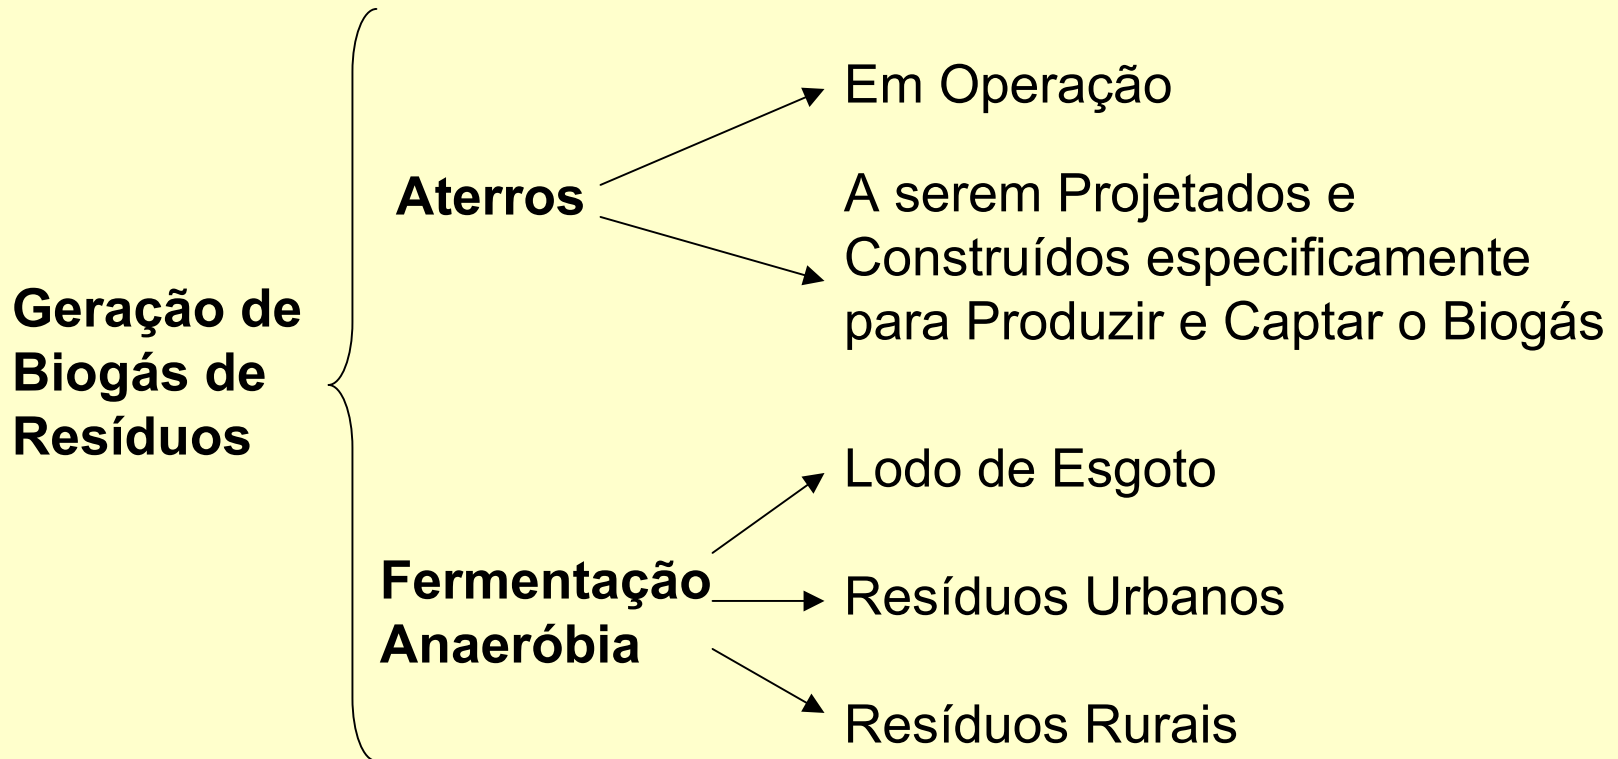 Geração de
Biogás de
Resíduos
Aterros
Em Operação
A serem Projetados e
Construídos especificamente
para Produzir e Captar o Biogás
Fermentação
Anaeróbia
Lodo de Esgoto
Resíduos Urbanos
Resíduos Rurais